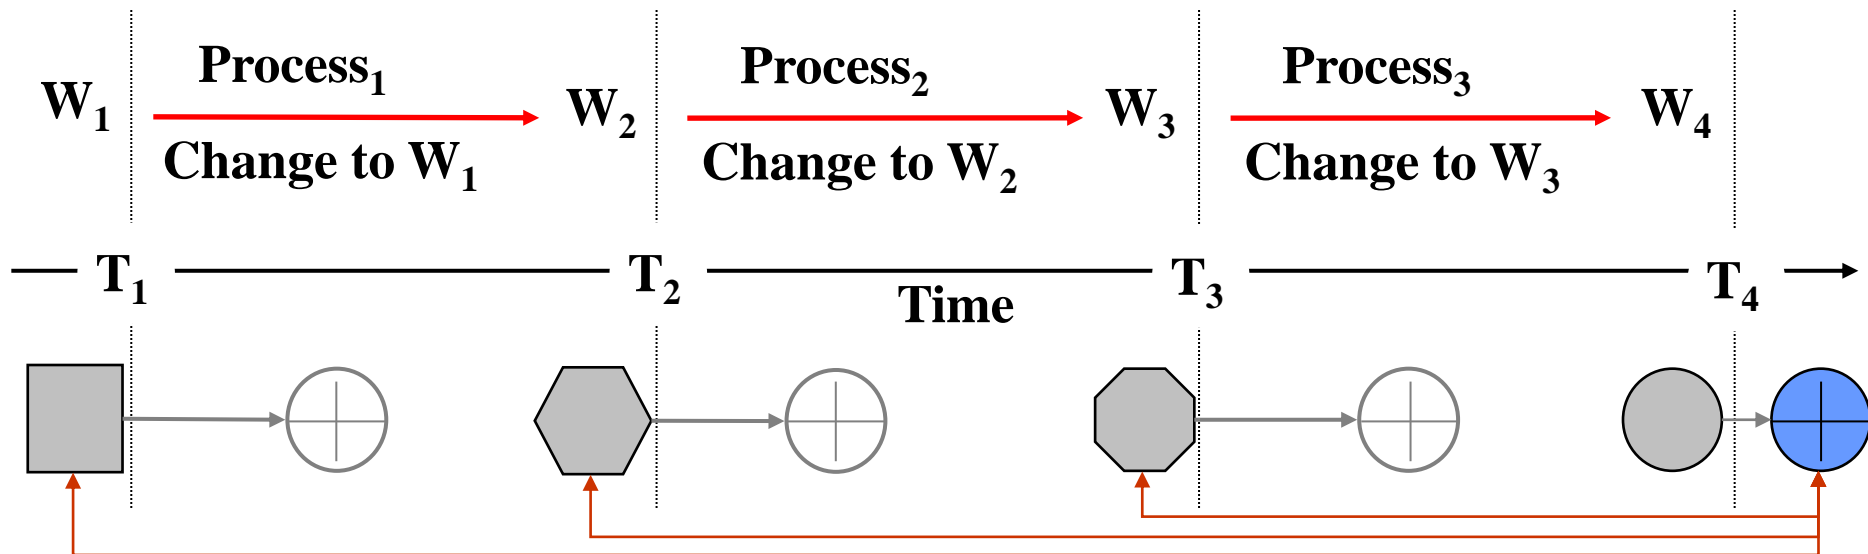 W₁ Process₁ W₂ Process₂ W₃ Process₃ W₄
Change to W₁ Change to W₂ Change to W₃
T₁ T₂ T₃ T₄
Time